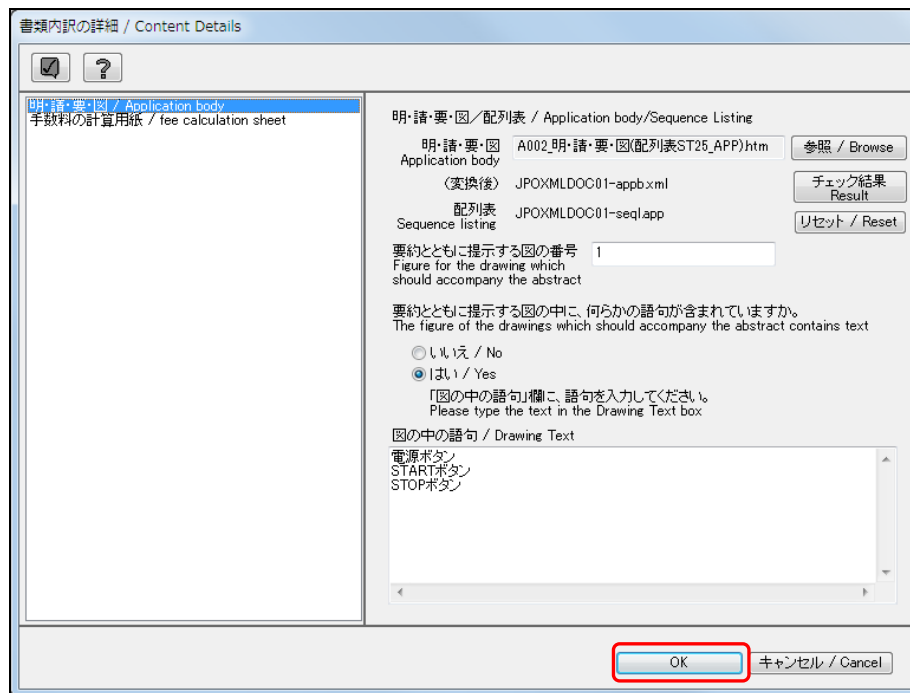 書類内訳の詳細 / Content Details
?
明・請・要・図 / Application body
手数料の計算用紙 / fee calculation sheet
明・請・要・図／配列表 / Application body/Sequence Listing
明・請・要・図
Application body
A002_明・請・要・図(配列表ST25_APP).htm
参照 / Browse
(変換後)
JPOXMLDOC01-appb.xml
チェック結果
Result
配列表
Sequence listing
JPOXMLDOC01-seql.app
リセット / Reset
要約とともに提示する図の番号
Figure for the drawing which
should accompany the abstract
1
要約とともに提示する図の中に、何らかの語句が含まれていますか。
The figure of the drawings which should accompany the abstract contains text
いいえ / No
はい / Yes
「図の中の語句」欄に、語句を入力してください。
Please type the text in the Drawing Text box
図の中の語句 / Drawing Text
電源ボタン
STARTボタン
STOPボタン
OK
キャンセル / Cancel